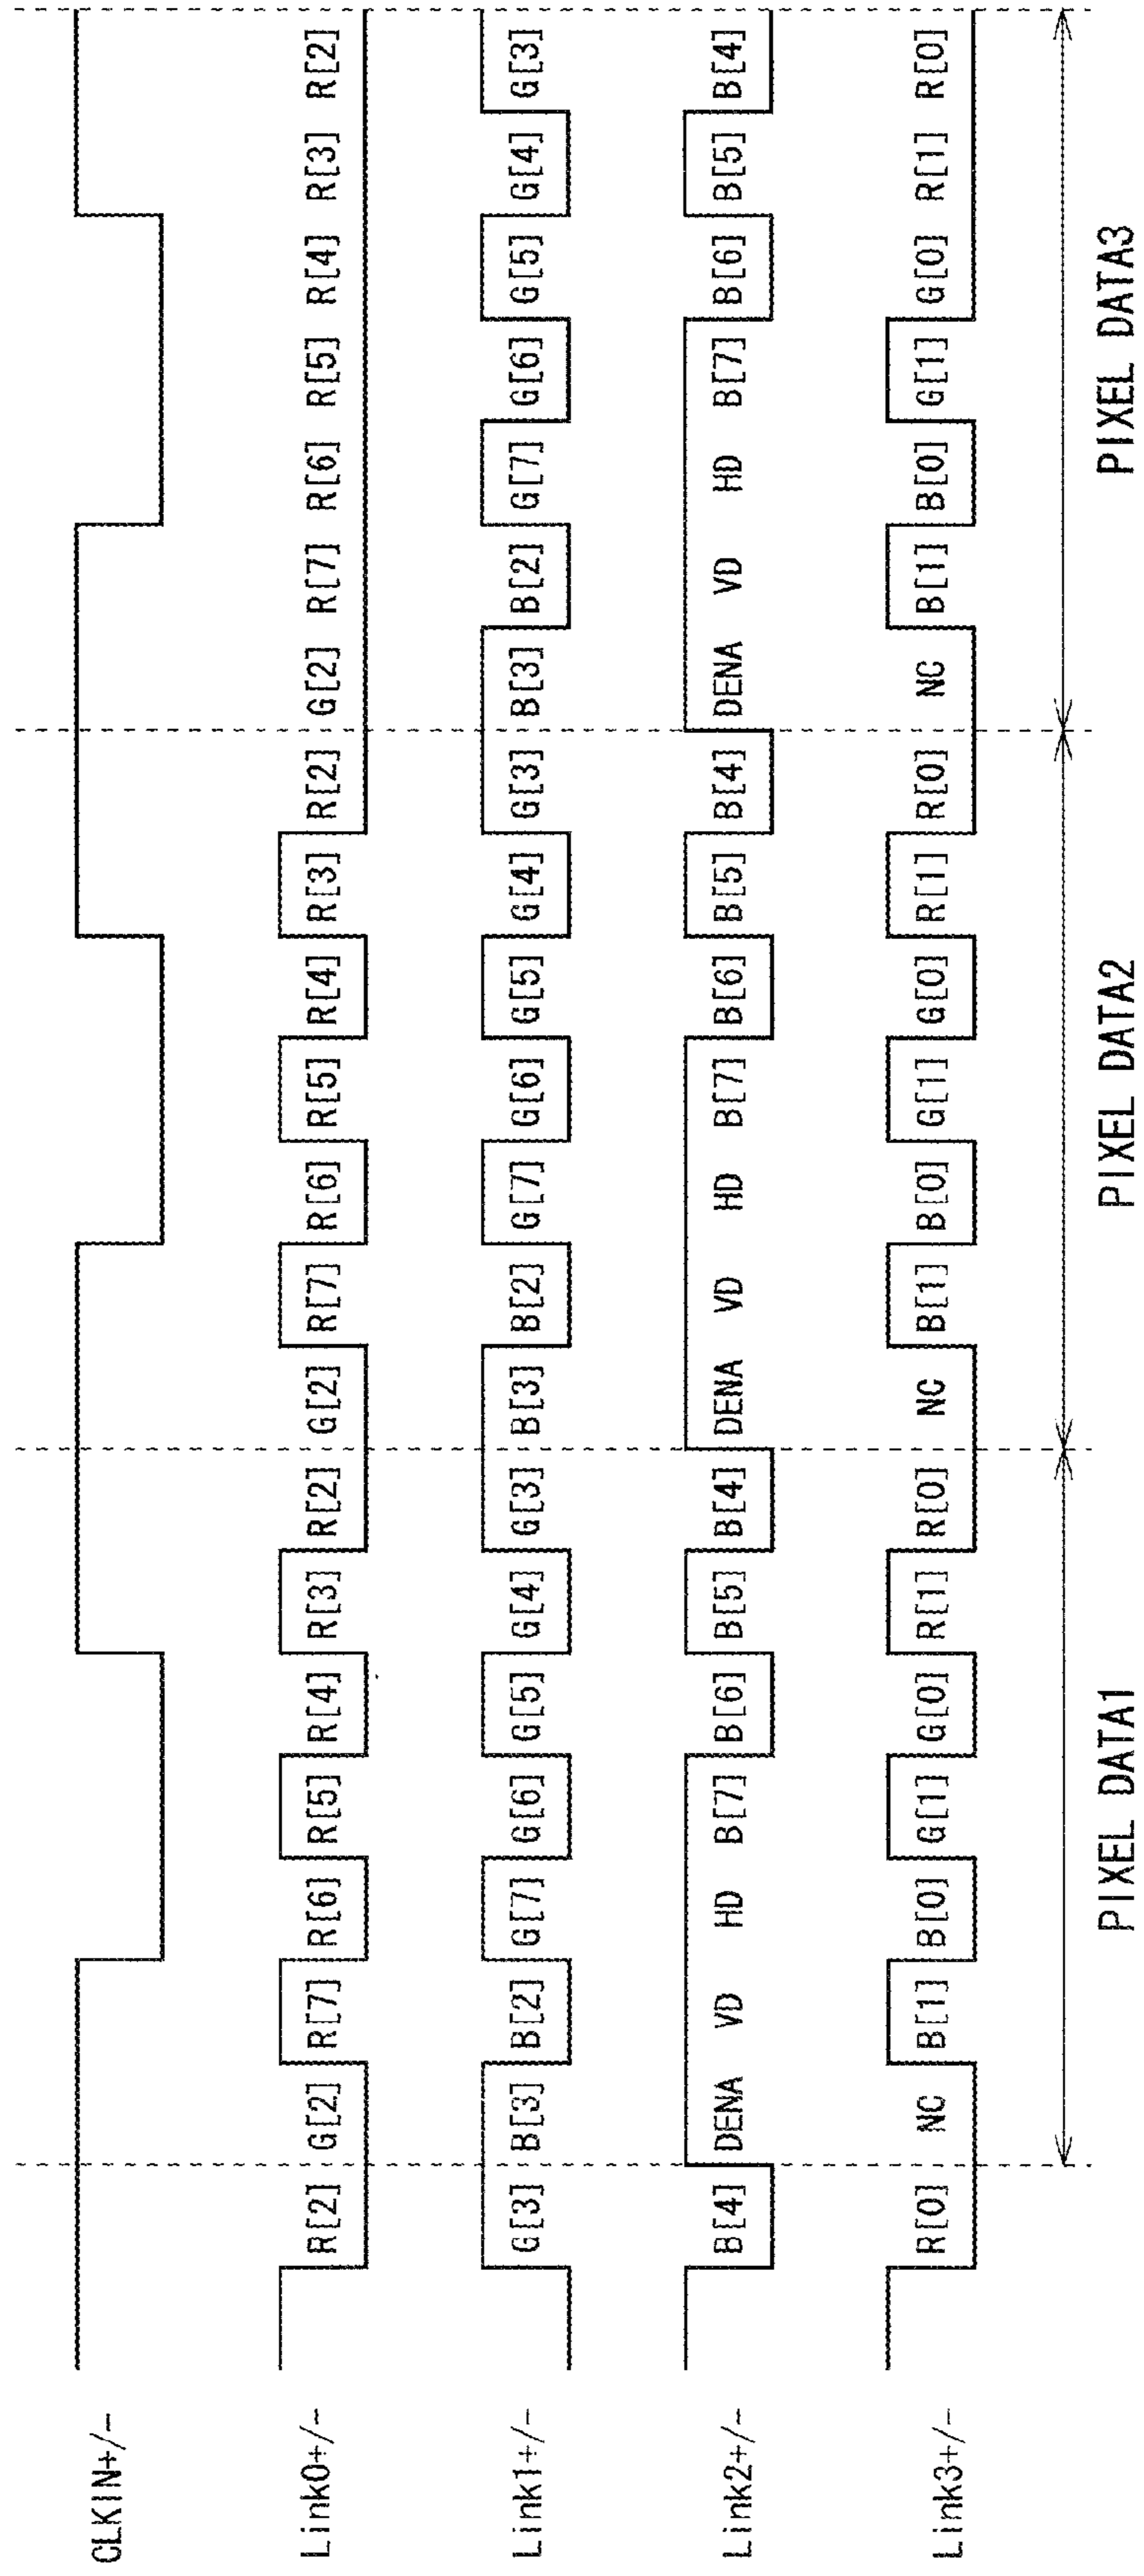 CLKIN+/-
Link0+/- R[2] G[2] R[7] R[6] R[5] R[4] R[3] R[2] G[2] R[7] R[6] R[5] R[4] R[3] R[2] G[2] R[7] R[6] R[5] R[4] R[3] R[2]
Link1+/- G[3] B[3] B[2] G[7] G[6] G[5] G[4] G[3] B[3] B[2] G[7] G[6] G[5] G[4] G[3] B[3] B[2] G[7] G[6] G[5] G[4] G[3]
Link2+/- B[4] DENA VD HD B[7] B[6] B[5] B[4] DENA VD HD B[7] B[6] B[5] B[4] DENA VD HD B[7] B[6] B[5] B[4]
Link3+/- R[0] NC B[1] B[0] G[1] G[0] R[1] R[0] NC B[1] B[0] G[1] G[0] R[1] R[0] NC B[1] B[0] G[1] G[0] R[1] R[0]
PIXEL DATA1 PIXEL DATA2 PIXEL DATA3